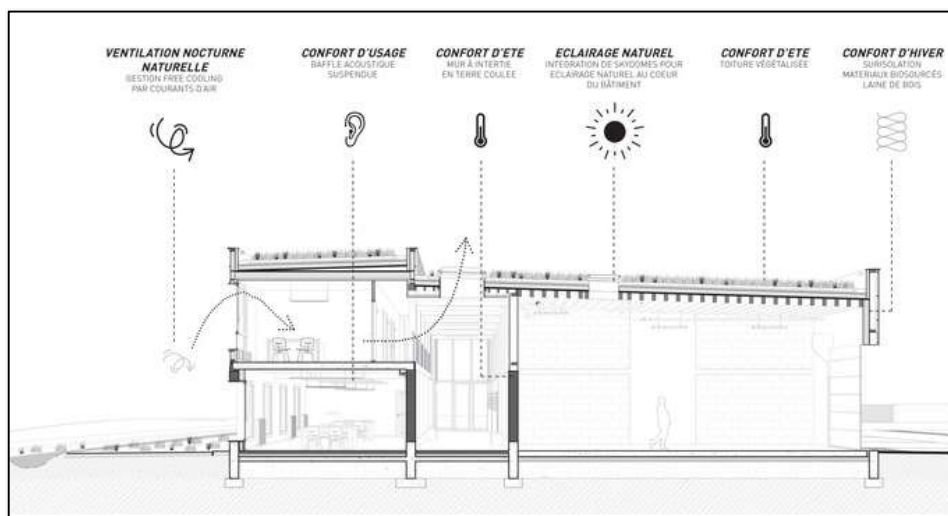 VENTILATION NOCTURNE
NATURELLE
GESTION FREE COOLING
PAR COURANTS D'AIR
CONFORT D'USAGE
BAFFLE ACOUSTIQUE
SUSPENDUE
CONFORT D'ETE
MUR À INTERTIE
EN TERRE COULEE
ECLAIRAGE NATUREL
INTEGRATION DE SKYDOMES POUR
ECLAIRAGE NATUREL AU COEUR
DU BÂTIMENT
CONFORT D'ETE
TOITURE VÉGÉTALISÉE
CONFORT D'HIVER
SURISOLATION
MATERIAUX BIOSOURCÉS
LAINE DE BOIS